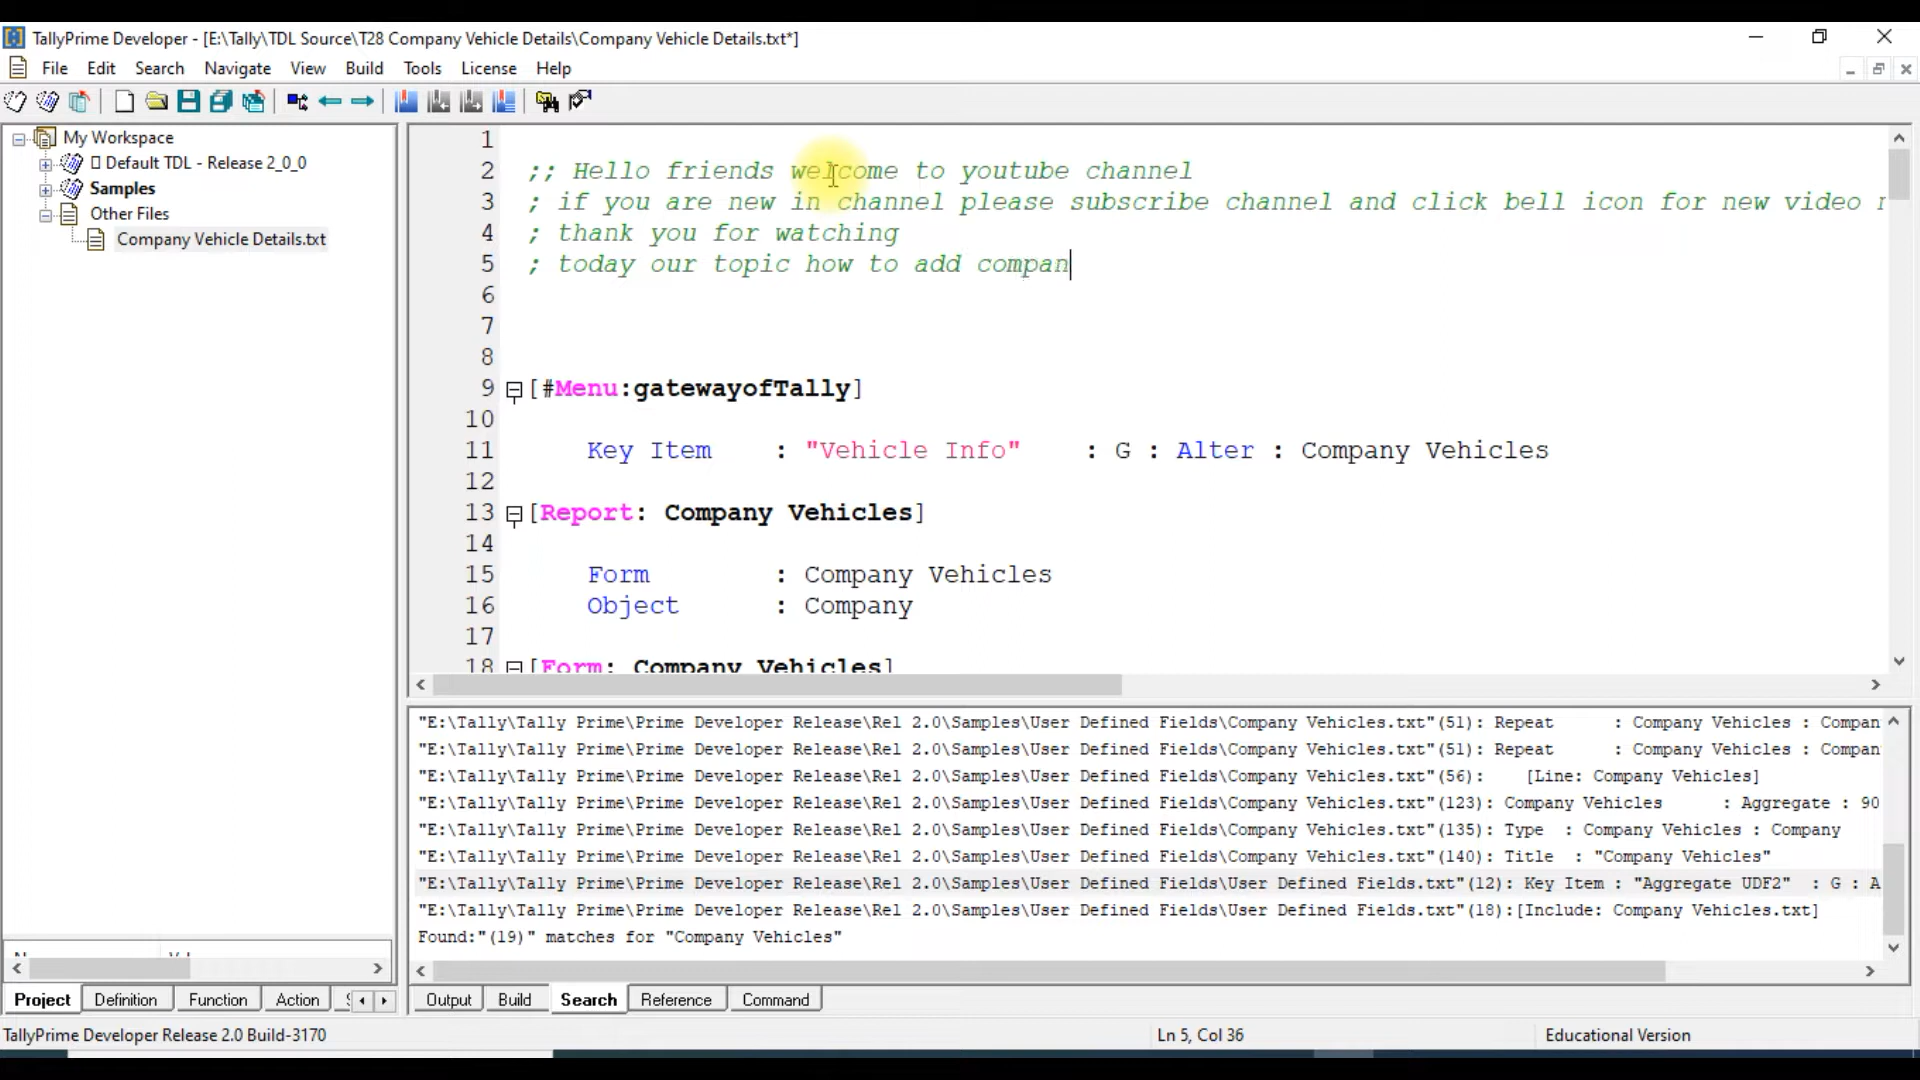 TallyPrime Developer - [E:\Tally\TDL Source\T28 Company Vehicle Details\Company Vehicle Details.txt*]
File Edit Search Navigate View Build Tools License Help
My Workspace
Default TDL - Release 2_0_0
Samples
Other Files
Company Vehicle Details.txt
1
2 ;; Hello friends welcome to youtube channel
3 ; if you are new in channel please subscribe channel and click bell icon for new video
4 ; thank you for watching
5 ; today our topic how to add compan
6
7
8
9 [#Menu:gatewayofTally]
10
11 Key Item : "Vehicle Info" : G : Alter : Company Vehicles
12
13 [Report: Company Vehicles]
14
15 Form : Company Vehicles
16 Object : Company
17
18 [Form: Company Vehicles]
"E:\Tally\Tally Prime\Prime Developer Release\Rel 2.0\Samples\User Defined Fields\Company Vehicles.txt"(51): Repeat : Company Vehicles : Compan
"E:\Tally\Tally Prime\Prime Developer Release\Rel 2.0\Samples\User Defined Fields\Company Vehicles.txt"(51): Repeat : Company Vehicles : Compan
"E:\Tally\Tally Prime\Prime Developer Release\Rel 2.0\Samples\User Defined Fields\Company Vehicles.txt"(56): [Line: Company Vehicles]
"E:\Tally\Tally Prime\Prime Developer Release\Rel 2.0\Samples\User Defined Fields\Company Vehicles.txt"(123): Company Vehicles : Aggregate : 90
"E:\Tally\Tally Prime\Prime Developer Release\Rel 2.0\Samples\User Defined Fields\Company Vehicles.txt"(135): Type : Company Vehicles : Company
"E:\Tally\Tally Prime\Prime Developer Release\Rel 2.0\Samples\User Defined Fields\Company Vehicles.txt"(140): Title : "Company Vehicles"
"E:\Tally\Tally Prime\Prime Developer Release\Rel 2.0\Samples\User Defined Fields\User Defined Fields.txt"(12): Key Item : "Aggregate UDF2" : G : A
"E:\Tally\Tally Prime\Prime Developer Release\Rel 2.0\Samples\User Defined Fields\User Defined Fields.txt"(18):[Include: Company Vehicles.txt]
Found:"(19)" matches for "Company Vehicles"
Project Definition Function Action
Output Build Search Reference Command
TallyPrime Developer Release 2.0 Build-3170
Ln 5, Col 36
Educational Version